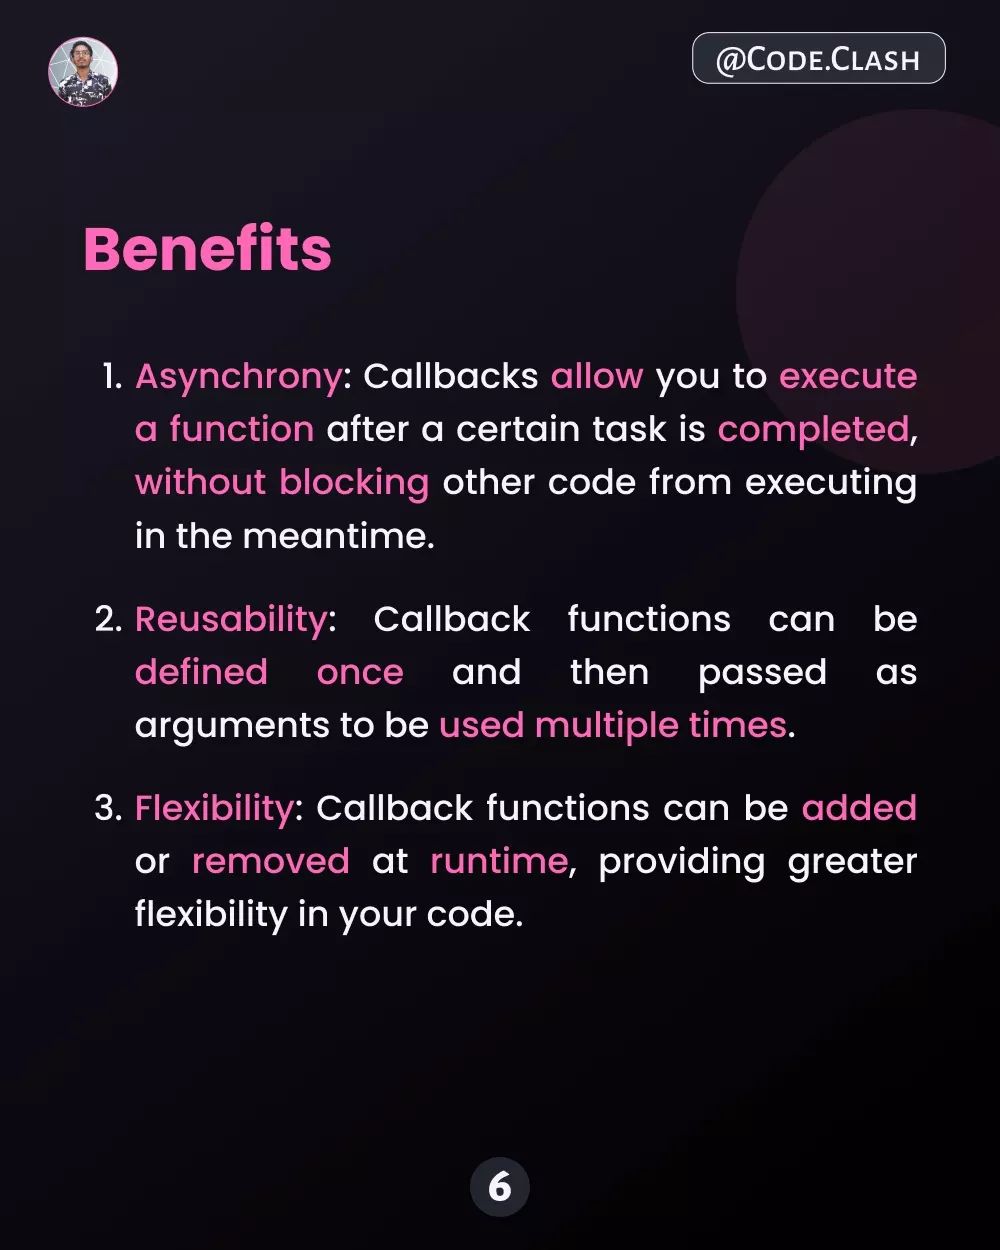 @Code.Clash
Benefits
1. Asynchrony: Callbacks allow you to execute
a function after a certain task is completed,
without blocking other code from executing
in the meantime.
2. Reusability: Callback functions can be
defined once and then passed as
arguments to be used multiple times.
3. Flexibility: Callback functions can be added
or removed at runtime, providing greater
flexibility in your code.
6